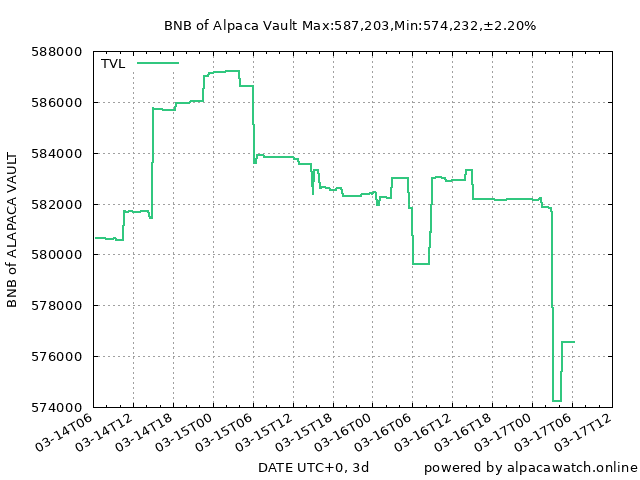 BNB of Alpaca Vault Max:587,203,Min:574,232,±2.20%
TVL
BNB of ALAPACA VAULT
588000
586000
584000
582000
580000
578000
576000
574000
03-14T06
03-14T12
03-14T18
03-15T00
03-15T06
03-15T12
03-15T18
03-16T00
03-16T06
03-16T12
03-16T18
03-17T00
03-17T06
03-17T12
DATE UTC+0, 3d
powered by alpacawatch.online